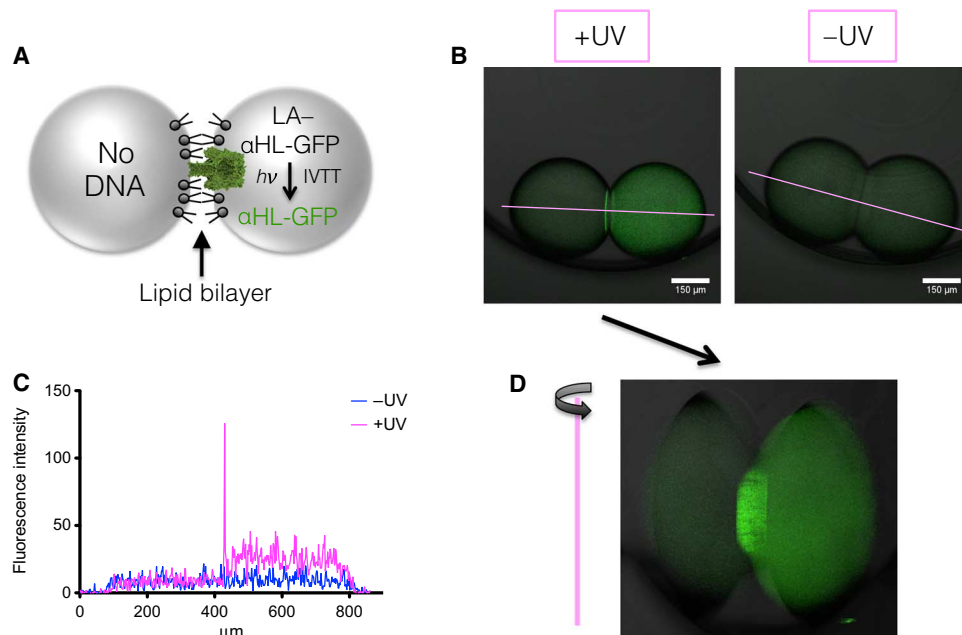 A
No
DNA
LA–
αHL-GFP
hν IVTT
αHL-GFP
Lipid bilayer
B
+UV
–UV
150 µm
150 µm
C
Fluorescence intensity
150
100
50
0
0 200 400 600 800
µm
–UV
+UV
D